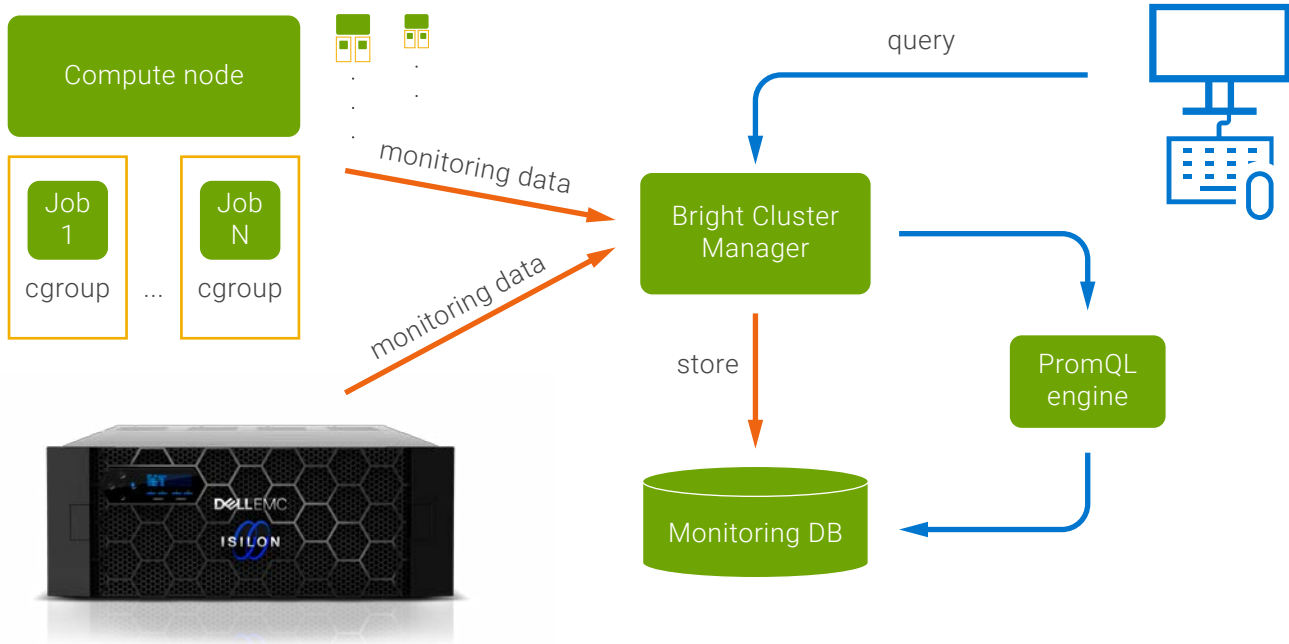 Compute node
Job
1
cgroup
...
Job
N
cgroup
monitoring data
monitoring data
query
Bright Cluster
Manager
store
PromQL
engine
Monitoring DB
DELLEMC
ISILON